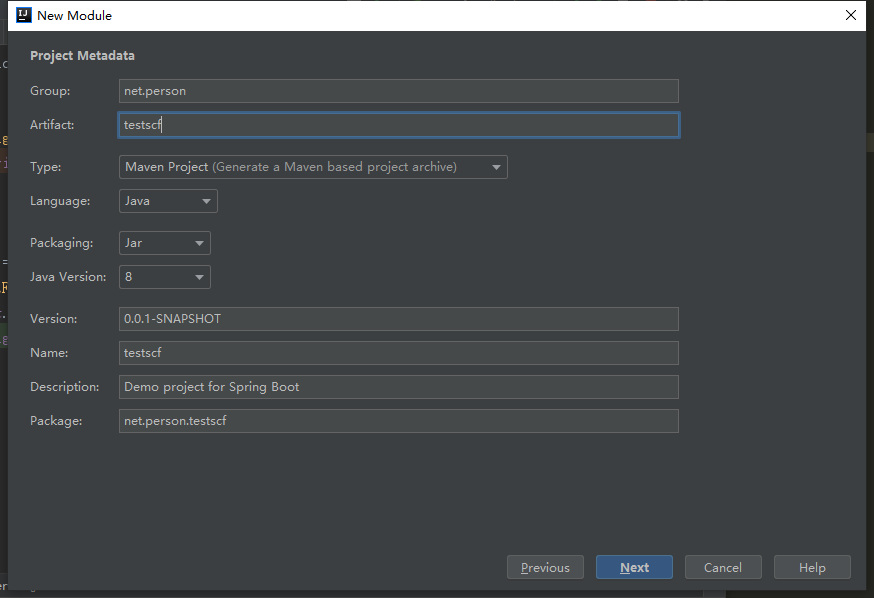 New Module
Project Metadata
Group: net.person
Artifact: testscf
Type: Maven Project (Generate a Maven based project archive)
Language: Java
Packaging: Jar
Java Version: 8
Version: 0.0.1-SNAPSHOT
Name: testscf
Description: Demo project for Spring Boot
Package: net.person.testscf
Previous Next Cancel Help